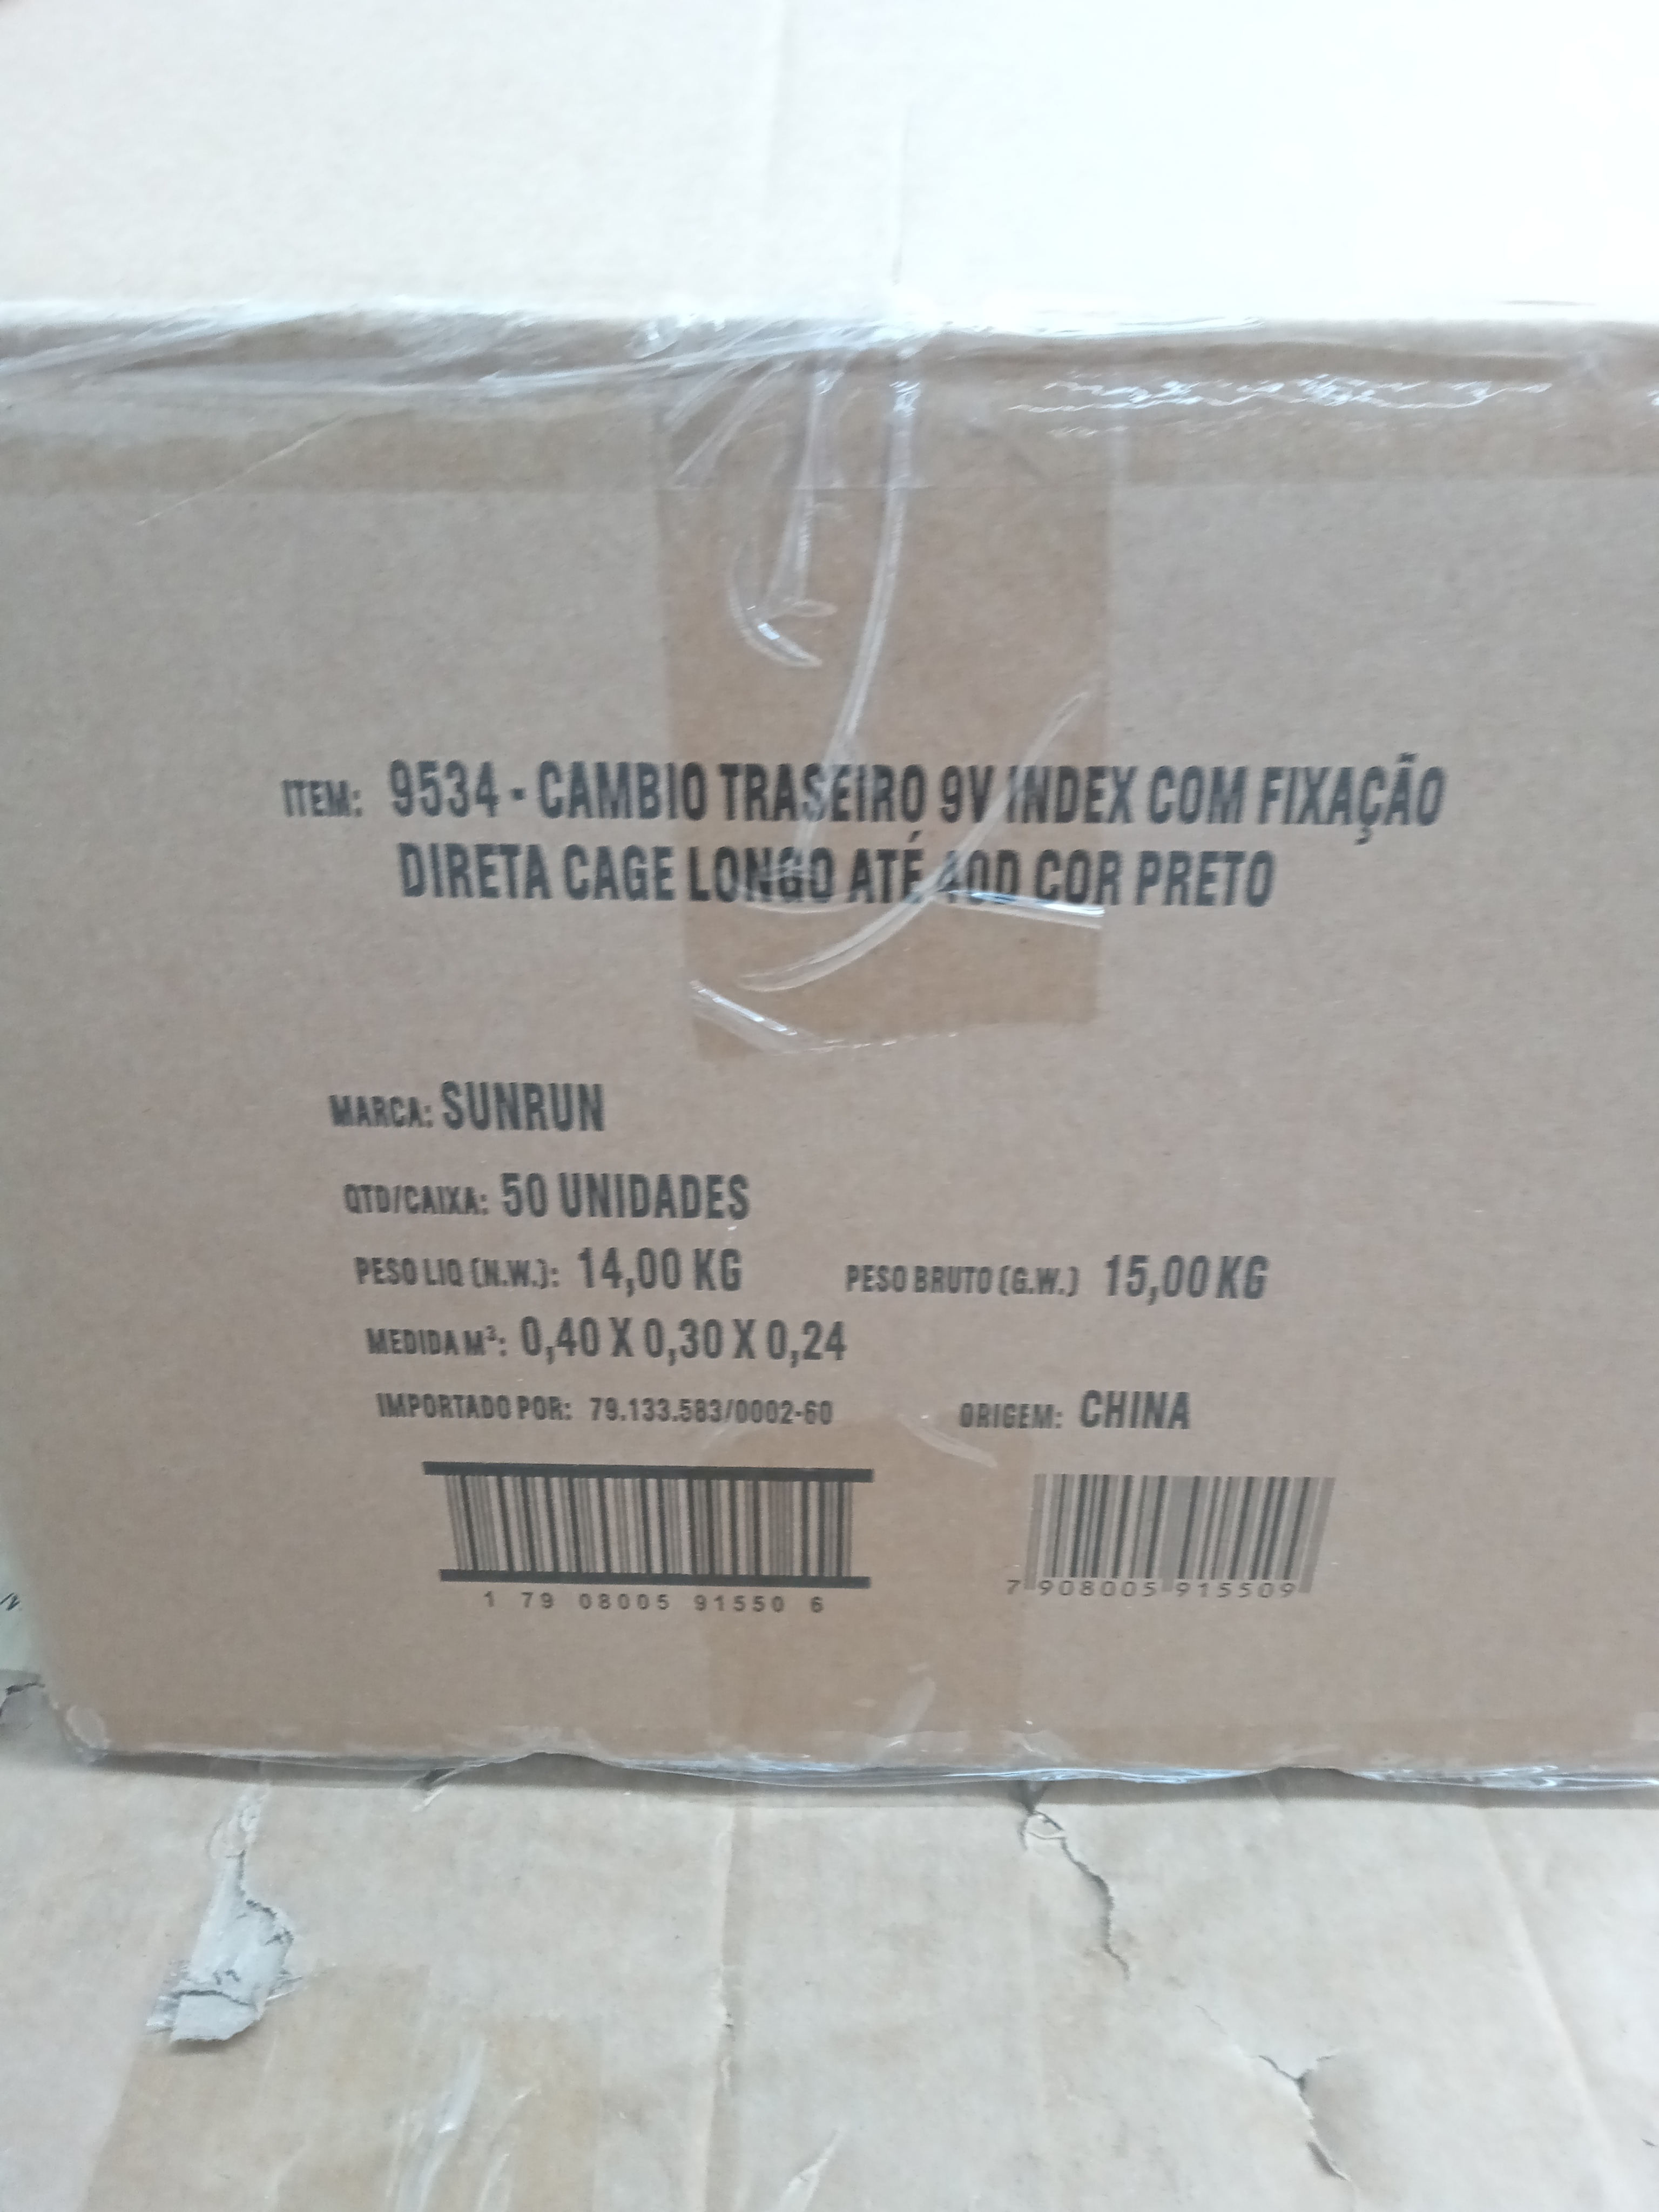 ITEM: 9534 - CAMBIO TRASEIRO 9V INDEX COM FIXAÇÃO
DIRETA CAGE LONGO ATÉ 40D COR PRETO
MARCA: SUNRUN
QTD/CAIXA: 50 UNIDADES
PESO LIQ (N.W.): 14,00 KG PESO BRUTO (G.W.) 15,00 KG
MEDIDA M³: 0,40 X 0,30 X 0,24
IMPORTADO POR: 79.133.583/0002-60 ORIGEM: CHINA
1 79 08005 91550 6
7 908005 915509